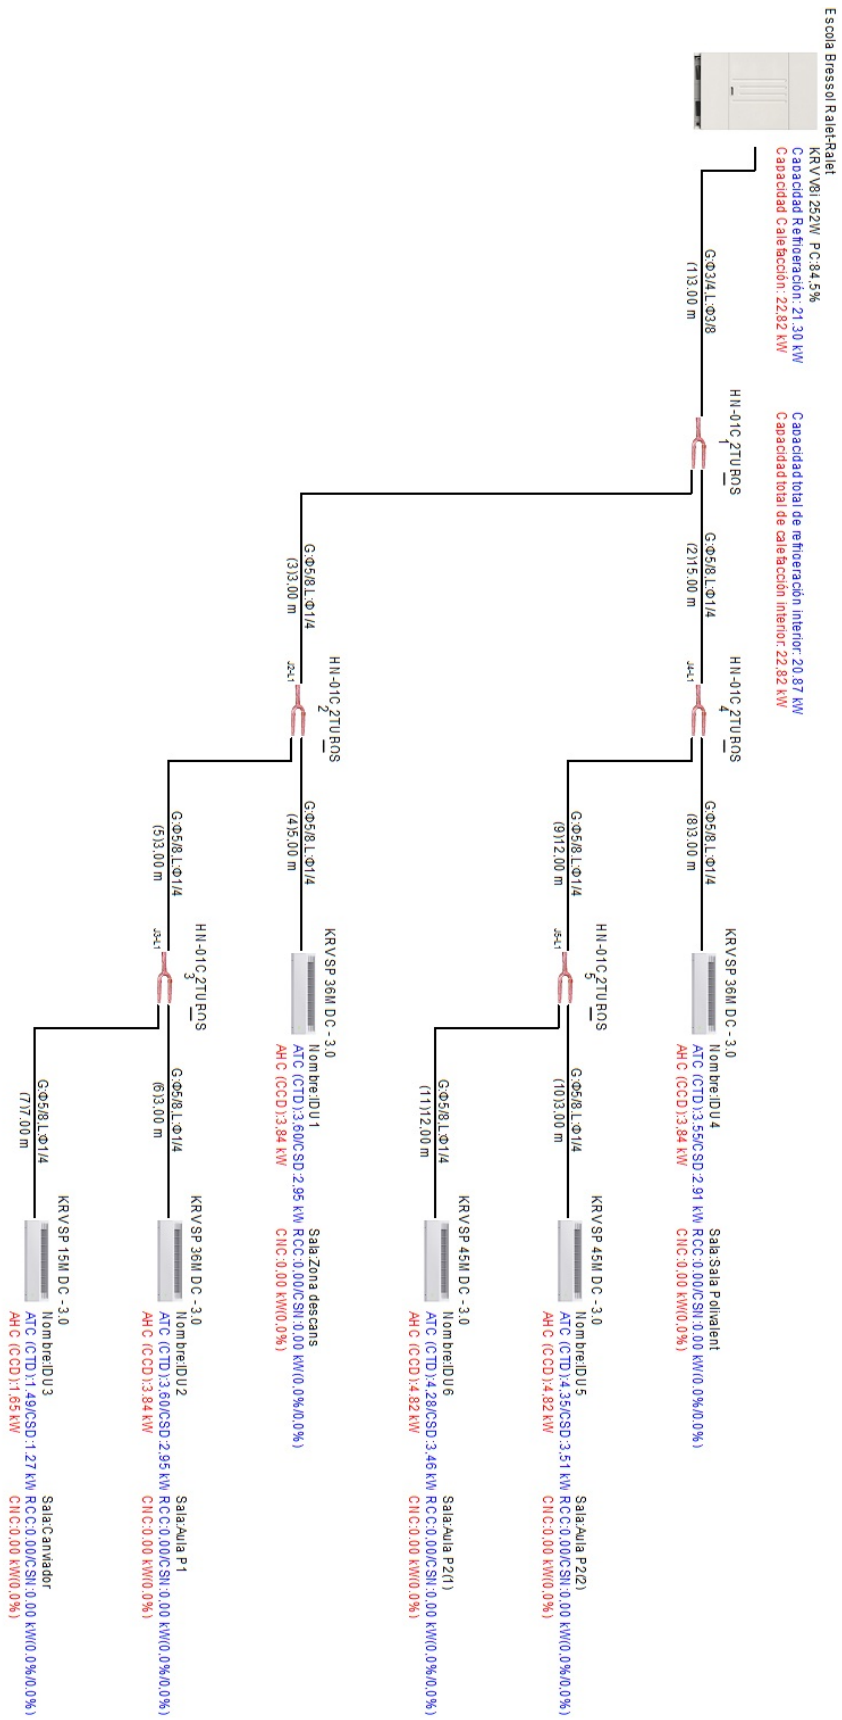 Escola Bressol Ralet-Ralet
KRVV8i 252W PC:84,5%
Capacidad Refrigeración: 21.30 kW
Capacidad Calefacción: 22,82 kW
Capacidad total de refrigeración interior: 20,87 kW
Capacidad total de calefacción interior: 22,82 kW
G:Φ3/4,L:Φ3/8
(1)3.00 m
HN-01C_2TUBOS
1
G:Φ5/8,L:Φ1/4
(2)15.00 m
HN-01C_2TUBOS
4
J4-L1
G:Φ5/8,L:Φ1/4
(8)3.00 m
KRVSP 36M DC - 3.0
Nombre:IDU4
Sala:Sala Polivalent
ATC (CTD):3.55/CSD:2.91 kW RCC:0.00/CSN:0.00 kW(0.0%/0.0%)
AHC (CCD):3,84 kW
CNC:0.00 kW(0.0%)
G:Φ5/8,L:Φ1/4
(9)12,00 m
HN-01C_2TUBOS
5
J5-L1
G:Φ5/8,L:Φ1/4
(10)3.00 m
KRVSP 45M DC - 3.0
Nombre:IDU5
Sala:Aula P2(2)
ATC (CTD):4,35/CSD:3,51 kW RCC:0,00/CSN:0,00 kW(0,0%/0,0%)
AHC (CCD):4,82 kW
CNC:0,00 kW(0,0%)
G:Φ5/8,L:Φ1/4
(11)12,00 m
KRVSP 45M DC - 3.0
Nombre:IDU6
Sala:Aula P2(1)
ATC (CTD):4,28/CSD:3,46 kW RCC:0,00/CSN:0,00 kW(0,0%/0,0%)
AHC (CCD):4,82 kW
CNC:0,00 kW(0,0%)
G:Φ5/8,L:Φ1/4
(3)3,00 m
HN-01C_2TUBOS
2
J2-L1
G:Φ5/8,L:Φ1/4
(4)5,00 m
KRVSP 36M DC - 3.0
Nombre:IDU1
Sala:Zona descans
ATC (CTD):3,60/CSD:2,95 kW RCC:0,00/CSN:0,00 kW(0,0%/0,0%)
AHC (CCD):3,84 kW
CNC:0.00 kW(0.0%)
G:Φ5/8,L:Φ1/4
(5)3,00 m
HN-01C_2TUBOS
3
J3-L1
G:Φ5/8,L:Φ1/4
(6)3,00 m
KRVSP 36M DC - 3.0
Nombre:IDU2
Sala:Aula P1
ATC (CTD):3,60/CSD:2,95 kW RCC:0,00/CSN:0,00 kW(0,0%/0,0%)
AHC (CCD):3,84 kW
CNC:0,00 kW(0,0%)
G:Φ5/8,L:Φ1/4
(7)7,00 m
KRVSP 15M DC - 3.0
Nombre:IDU3
Sala:Canviador
ATC (CTD):1,49/CSD:1,27 kW RCC:0,00/CSN:0,00 kW(0,0%/0,0%)
AHC (CCD):1,65 kW
CNC:0,00 kW(0,0%)